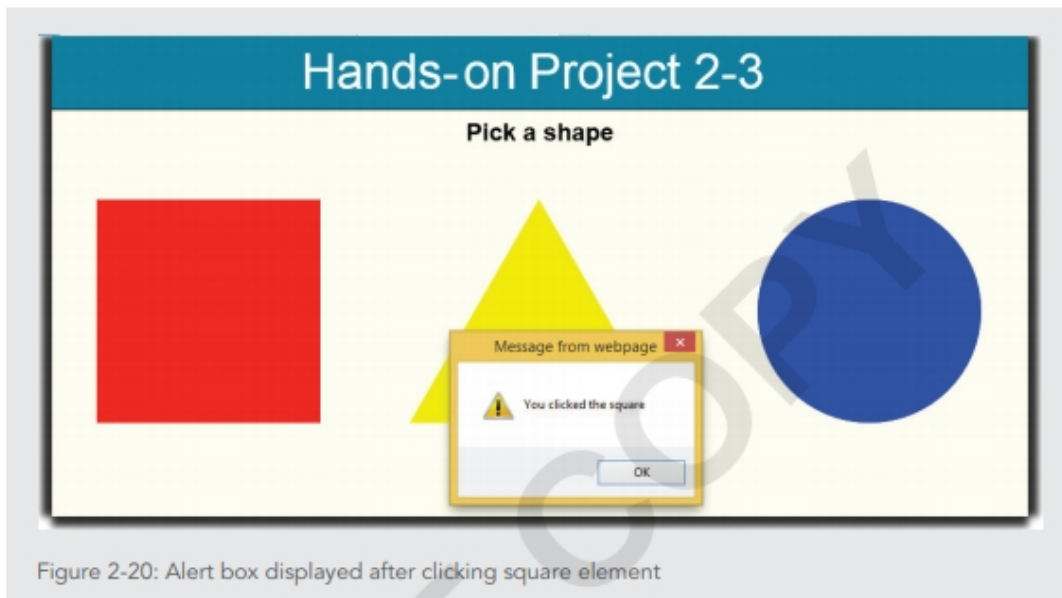 Hands-on Project 2-3
Pick a shape
Message from webpage
You clicked the square
OK
COPY
Figure 2-20: Alert box displayed after clicking square element